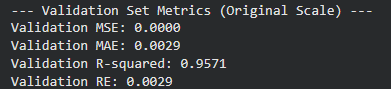 --- Validation Set Metrics (Original Scale) ---
Validation MSE: 0.0000
Validation MAE: 0.0029
Validation R-squared: 0.9571
Validation RE: 0.0029